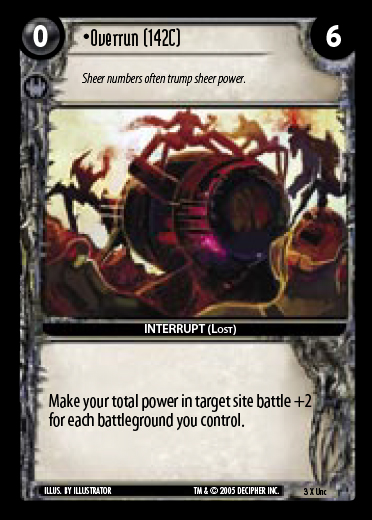 0
•Overrun (142C)
6
Sheer numbers often trump sheer power.
INTERRUPT (LOST)
Make your total power in target site battle +2
for each battleground you control.
ILLUS. BY ILLUSTRATOR
TM & © 2005 DECIPHER INC.
3 X Unc